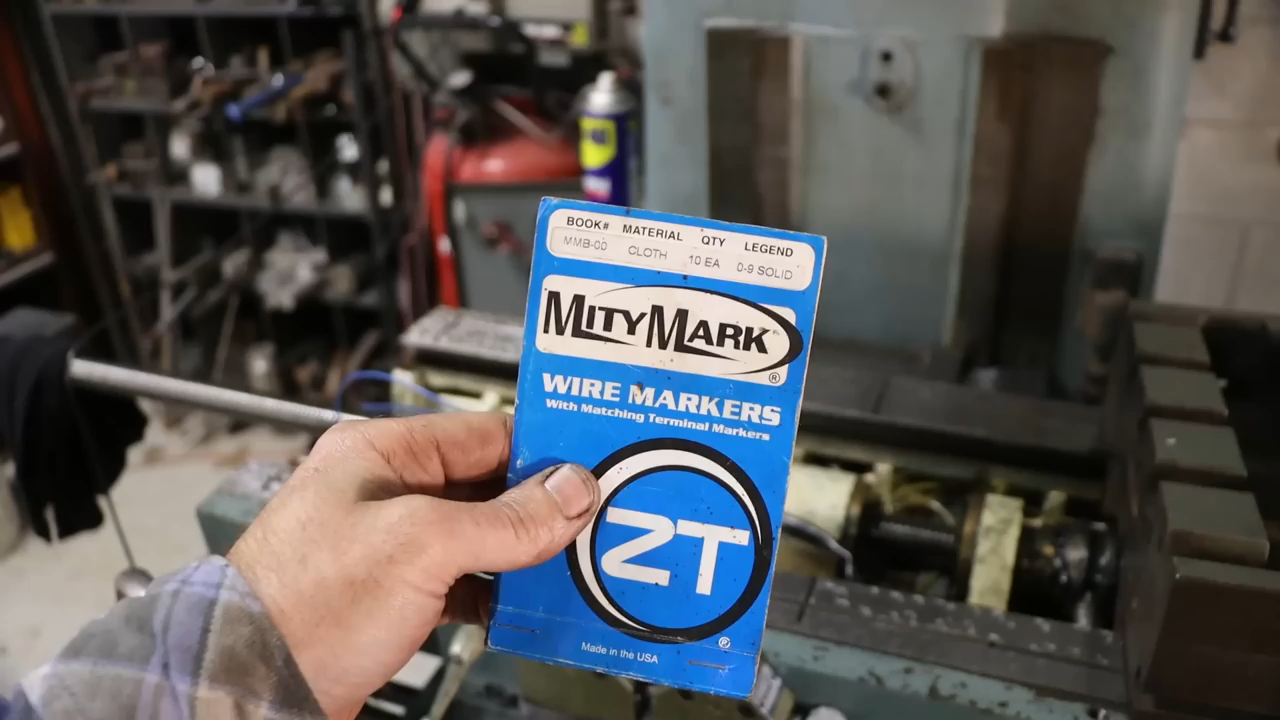 BOOK# MATERIAL QTY LEGEND
MMB-00 CLOTH 10 EA 0-9 SOLID
MITYMARK®
WIRE MARKERS
With Matching Terminal Markers
ZT
®
Made in the USA